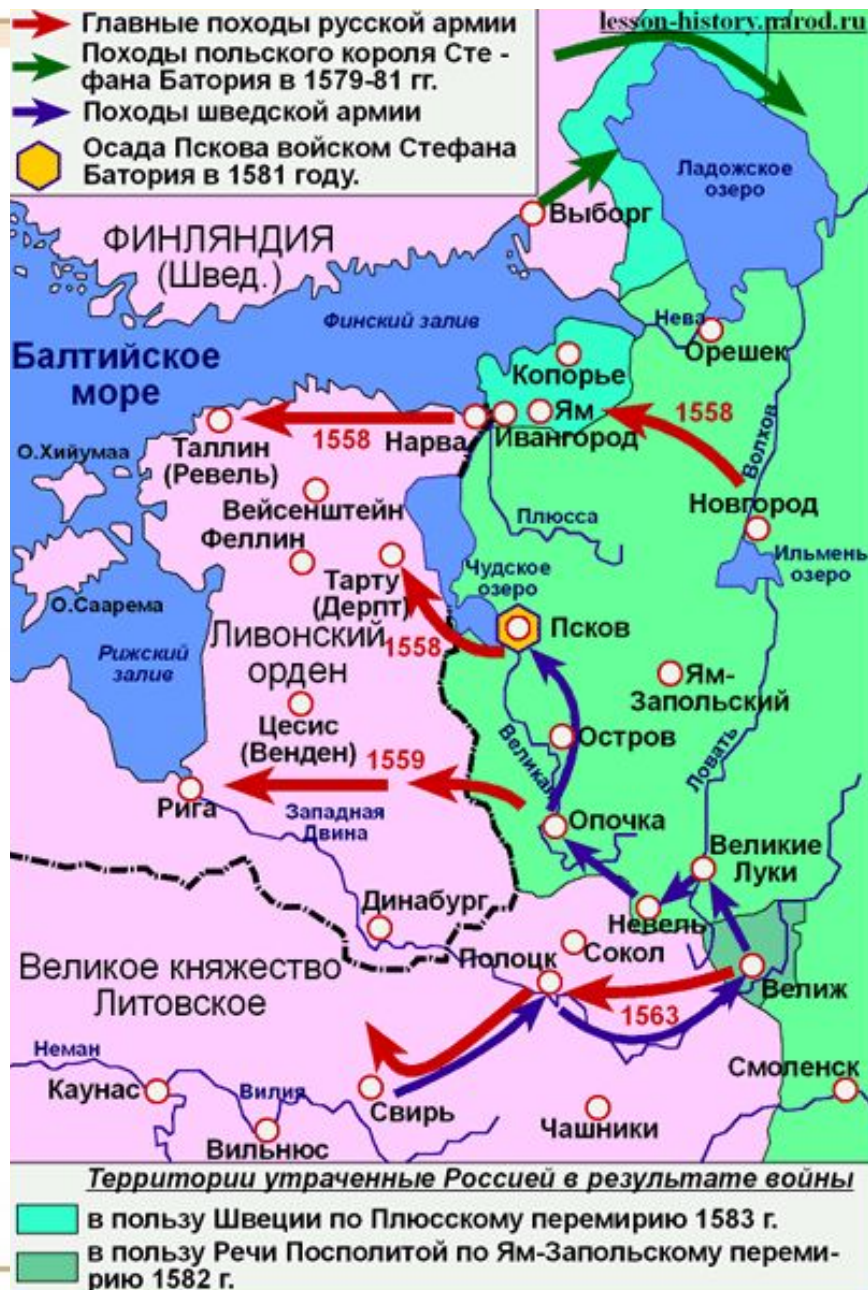 lesson-history.narod.ru
Главные походы русской армии
Походы польского короля Сте -
фана Батория в 1579-81 гг.
Походы шведской армии
Осада Пскова войском Стефана
Батория в 1581 году.
Ладожское
озеро
Выборг
ФИНЛЯНДИЯ
(Швед.)
Финский залив
Нева
Орешек
Балтийское
море
Копорье
Ям
1558
1558
Нарва
Ивангород
Таллин
(Ревель)
Волхов
О.Хийумаа
Вейсенштейн
Новгород
Плюсса
Феллин
Ильмень
озеро
Чудское
озеро
Тарту
(Дерпт)
О.Саарема
Псков
Ливонский
орден
1558
Рижский
залив
Ям-
Запольский
Цесис
(Венден)
Остров
Великая
Ловать
1559
Рига
Западная
Двина
Опочка
Великие
Луки
Динабург
Невель
Сокол
Полоцк
Великое княжество
Литовское
Велиж
1563
Неман
Смоленск
Каунас
Вилия
Свирь
Чашники
Вильнюс
Территории утраченные Россией в результате войны
в пользу Швеции по Плюсскому перемирию 1583 г.
в пользу Речи Посполитой по Ям-Запольскому переми-
рию 1582 г.